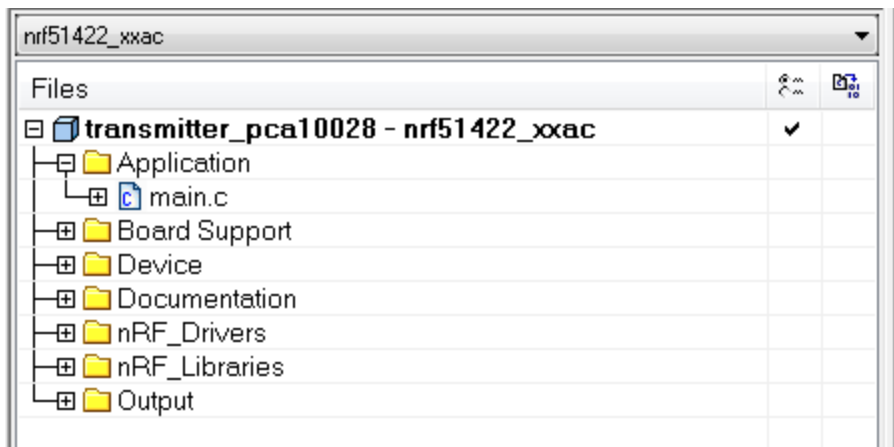 nrf51422_xxac
Files
transmitter_pca10028 - nrf51422_xxac
Application
main.c
Board Support
Device
Documentation
nRF_Drivers
nRF_Libraries
Output